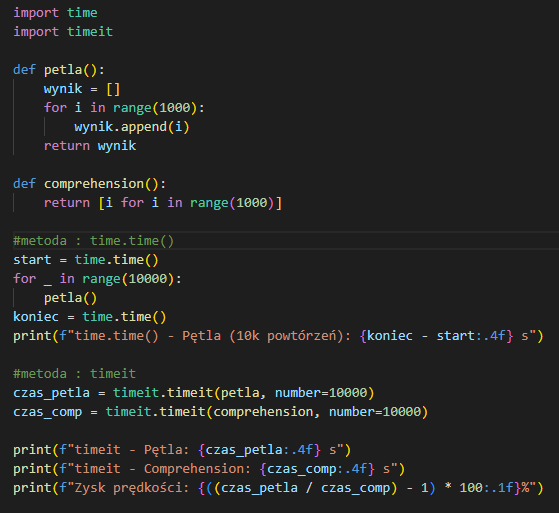 import time
import timeit

def petla():
    wynik = []
    for i in range(1000):
        wynik.append(i)
    return wynik

def comprehension():
    return [i for i in range(1000)]

#metoda : time.time()
start = time.time()
for _ in range(10000):
    petla()
koniec = time.time()
print(f"time.time() - Pętla (10k powtórzeń): {koniec - start:.4f} s")

#metoda : timeit
czas_petla = timeit.timeit(petla, number=10000)
czas_comp = timeit.timeit(comprehension, number=10000)

print(f"timeit - Pętla: {czas_petla:.4f} s")
print(f"timeit - Comprehension: {czas_comp:.4f} s")
print(f"Zysk prędkości: {((czas_petla / czas_comp) - 1) * 100:.1f}%")